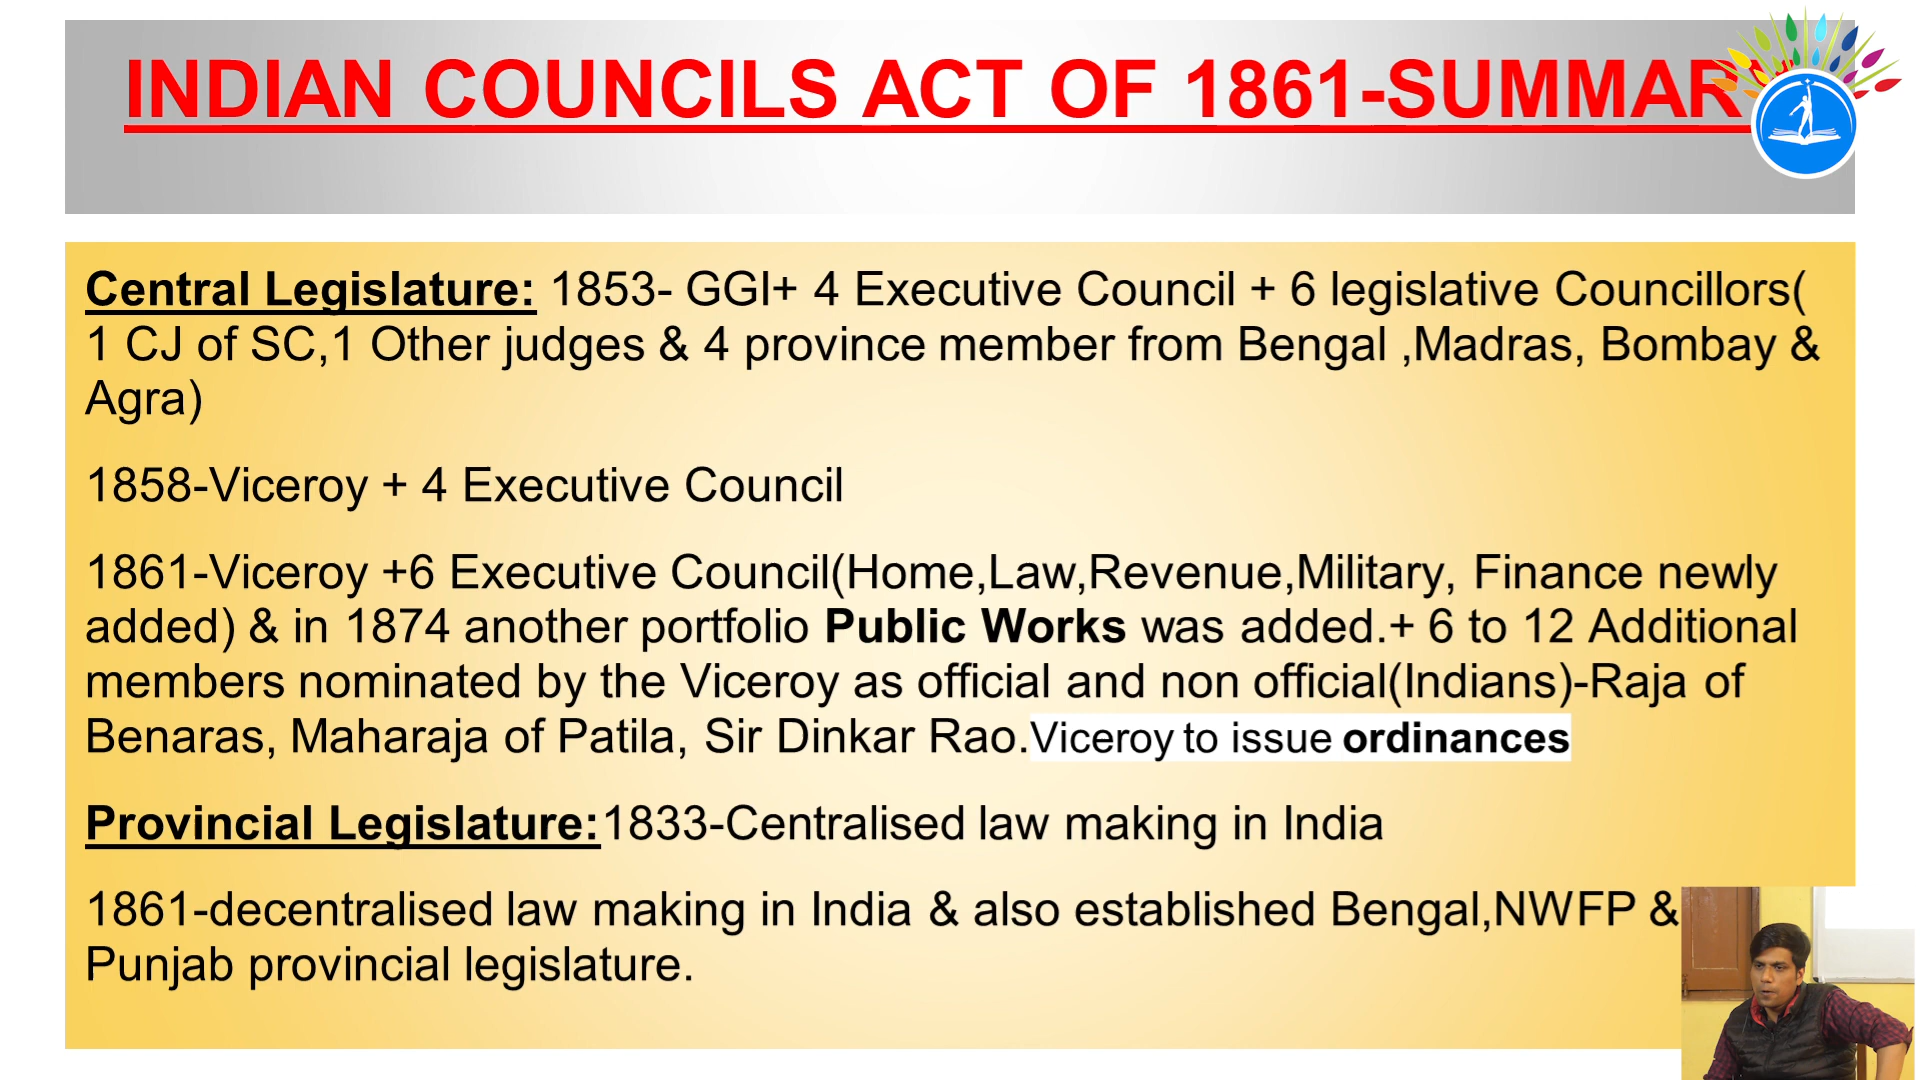 INDIAN COUNCILS ACT OF 1861-SUMMARY
Central Legislature: 1853- GGI+ 4 Executive Council + 6 legislative Councillors(
1 CJ of SC,1 Other judges & 4 province member from Bengal ,Madras, Bombay &
Agra)
1858-Viceroy + 4 Executive Council
1861-Viceroy +6 Executive Council(Home,Law,Revenue,Military, Finance newly
added) & in 1874 another portfolio Public Works was added.+ 6 to 12 Additional
members nominated by the Viceroy as official and non official(Indians)-Raja of
Benaras, Maharaja of Patila, Sir Dinkar Rao.Viceroy to issue ordinances
Provincial Legislature:1833-Centralised law making in India
1861-decentralised law making in India & also established Bengal,NWFP &
Punjab provincial legislature.